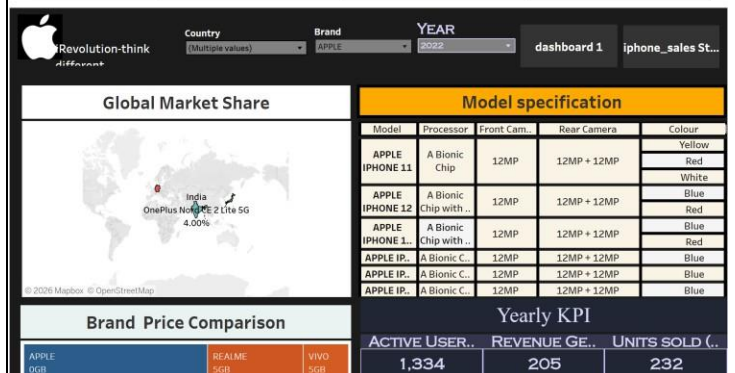 Country
Brand
YEAR
iRevolution-think
different
(Multiple values)
APPLE
2022
dashboard 1
iphone_sales St...
Global Market Share
India
OnePlus Nord CE 2 Lite 5G
4.00%
© 2026 Mapbox © OpenStreetMap
Model specification
Model Processor Front Cam.. Rear Camera Colour
APPLE IPHONE 11 A Bionic Chip 12MP 12MP + 12MP Yellow
Red
White
APPLE IPHONE 12 A Bionic Chip with .. 12MP 12MP + 12MP Blue
Red
APPLE IPHONE 1.. A Bionic Chip with .. 12MP 12MP + 12MP Blue
Red
APPLE IP.. A Bionic C.. 12MP 12MP + 12MP Blue
APPLE IP.. A Bionic C.. 12MP 12MP + 12MP Blue
APPLE IP.. A Bionic C.. 12MP 12MP + 12MP Blue
Brand Price Comparison
APPLE
0GB
REALME
5GB
VIVO
5GB
Yearly KPI
ACTIVE USER.. REVENUE GE.. UNITS SOLD (..
1,334 205 232